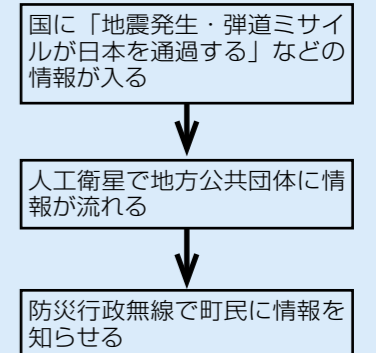 国に「地震発生・弾道ミサイ
ルが日本を通過する」などの
情報が入る
人工衛星で地方公共団体に情
報が流れる
防災行政無線で町民に情報を
知らせる